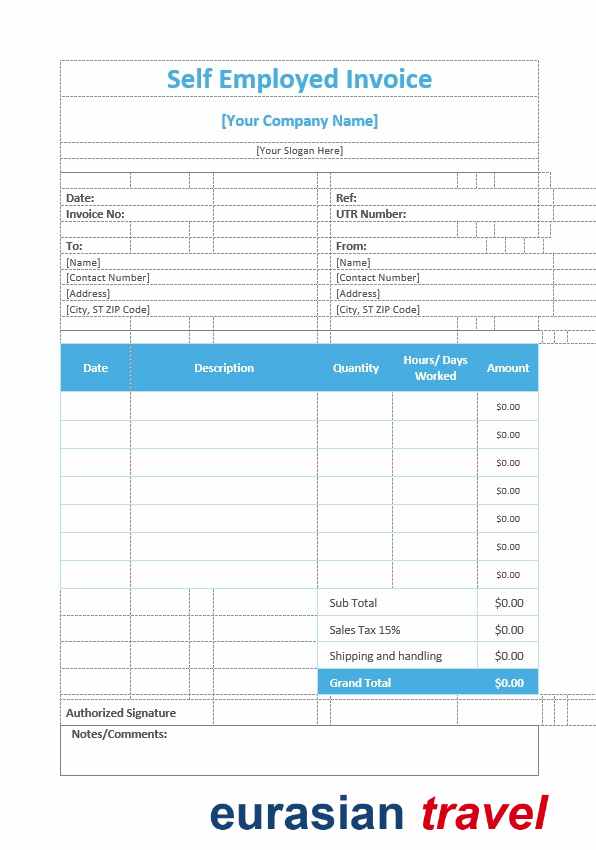 Self Employed Invoice
[Your Company Name]
[Your Slogan Here]
Date: Ref:
Invoice No: UTR Number:
To: From:
[Name] [Name]
[Contact Number] [Contact Number]
[Address] [Address]
[City, ST ZIP Code] [City, ST ZIP Code]
Date Description Quantity Hours/ Days Worked Amount
$0.00
$0.00
$0.00
$0.00
$0.00
$0.00
$0.00
Sub Total $0.00
Sales Tax 15% $0.00
Shipping and handling $0.00
Grand Total $0.00
Authorized Signature
Notes/Comments:
eurasian travel